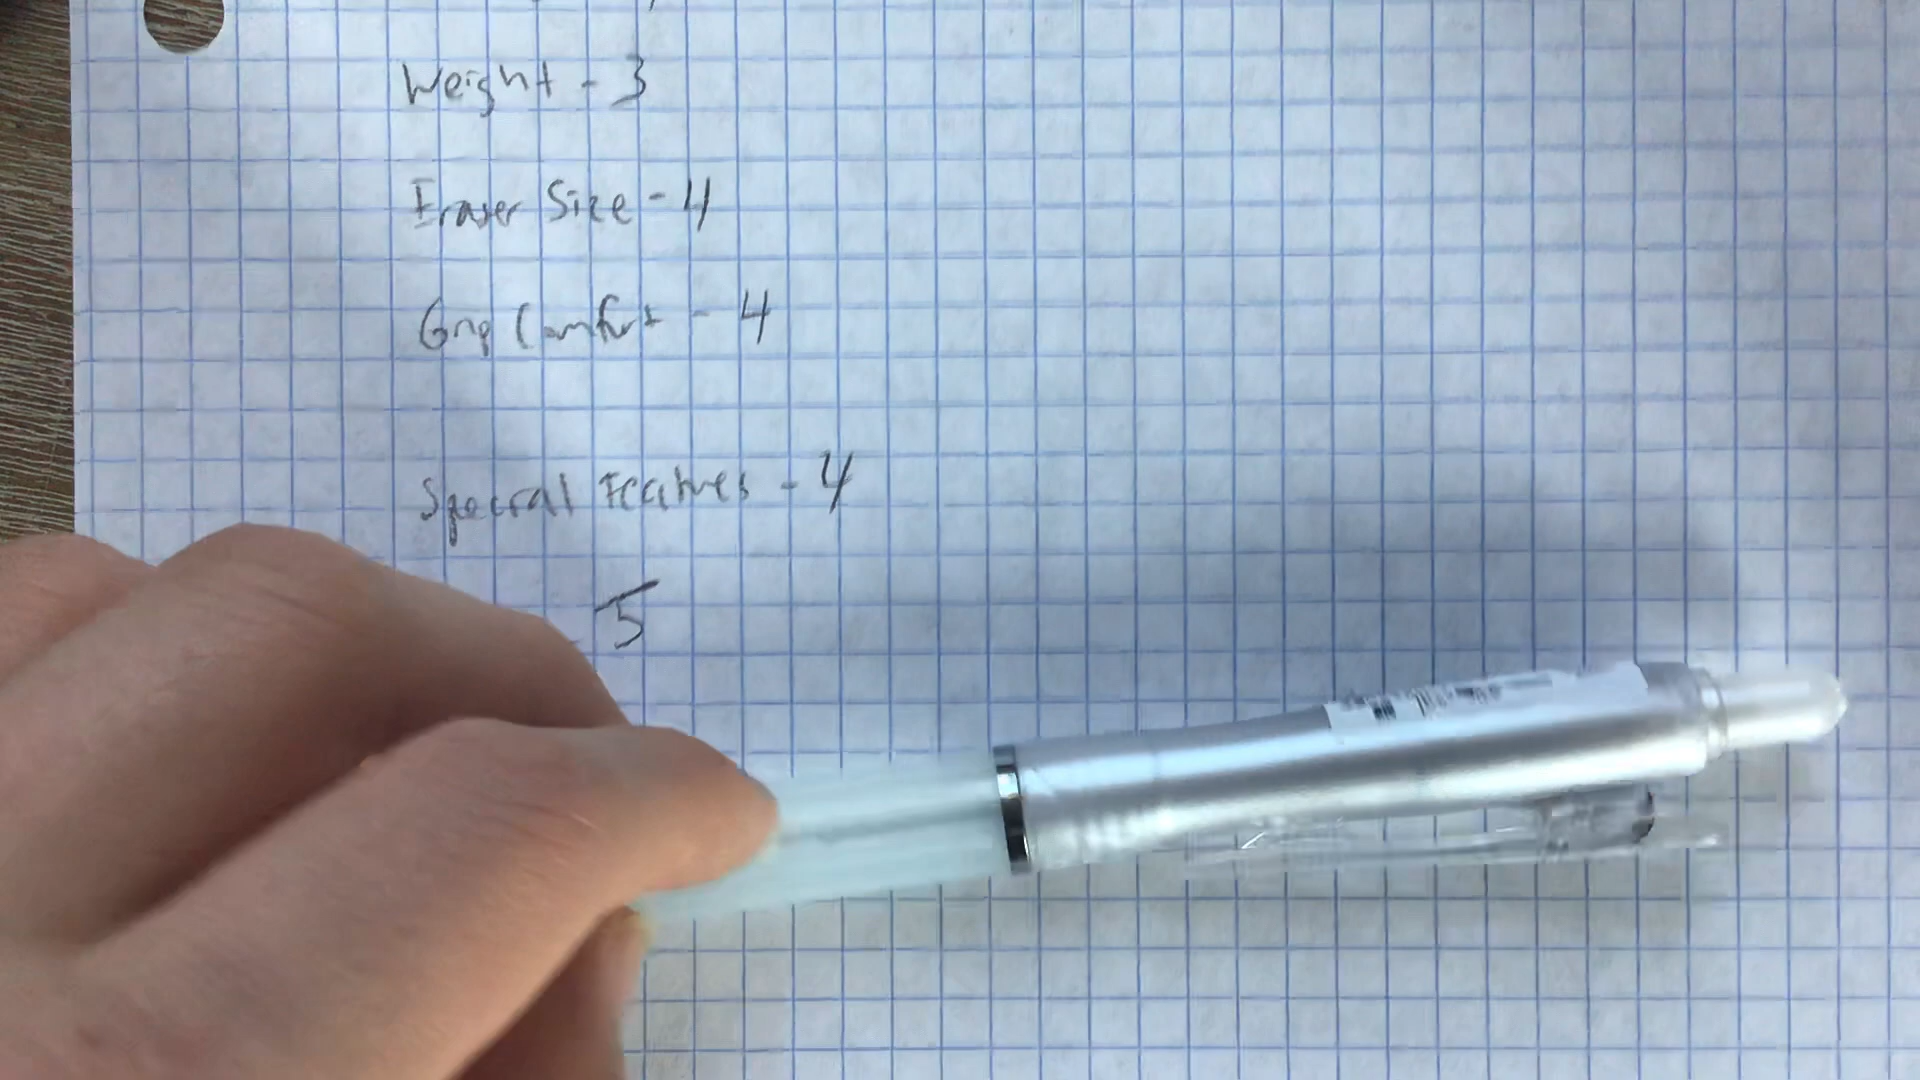 Weight - 3
Eraser Size - 4
Grip Comfort - 4
Special Features - 4
5